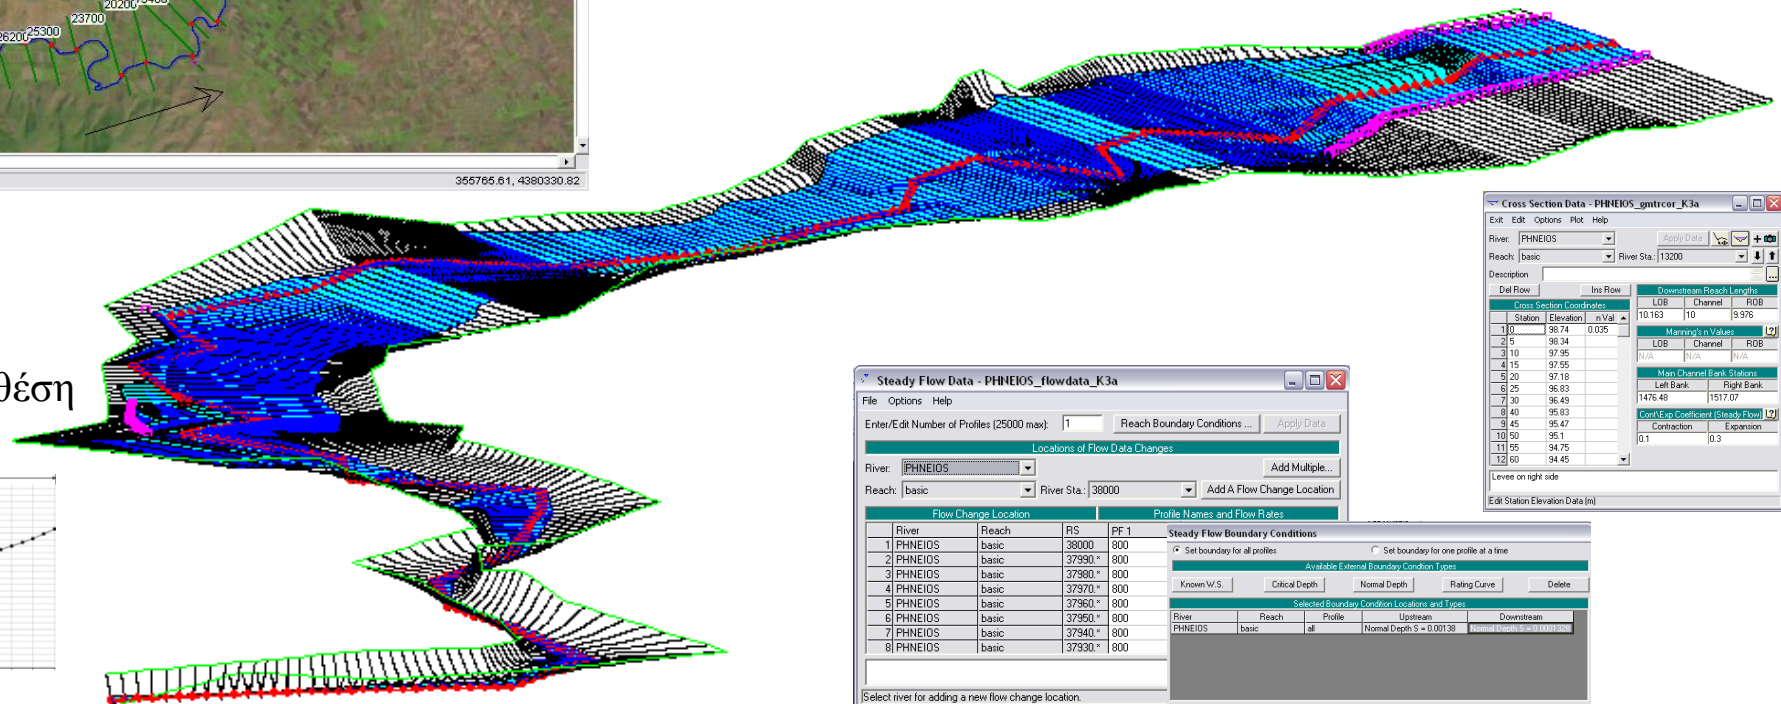 20200
23700
26200 25300
355765.61, 4380330.82
θέση
Cross Section Data - PHNEIOS_gmtrcor_K3a
Exit Edit Options Plot Help
River: PHNEIOS Apply Data
Reach: basic River Sta.: 13200
Description
Del Row Ins Row Downstream Reach Lengths
Cross Section Coordinates LOB Channel ROB
Station Elevation n Val 10.163 10 9.976
1 0 98.74 0.035 Manning's n Values
2 5 98.34 LOB Channel ROB
3 10 97.95 N/A N/A N/A
4 15 97.55 Main Channel Bank Stations
5 20 97.18 Left Bank Right Bank
6 25 96.83 1476.48 1517.07
7 30 96.49
8 40 95.83 Cont\Exp Coefficient (Steady Flow)
9 45 95.47 Contraction Expansion
10 50 95.1 0.1 0.3
11 55 94.75
12 60 94.45
Levee on right side
Edit Station Elevation Data (m)
Steady Flow Data - PHNEIOS_flowdata_K3a
File Options Help
Enter/Edit Number of Profiles (25000 max): 1 Reach Boundary Conditions ... Apply Data
Locations of Flow Data Changes
River: PHNEIOS Add Multiple...
Reach: basic River Sta.: 38000 Add A Flow Change Location
Flow Change Location Profile Names and Flow Rates
River Reach RS PF 1
1 PHNEIOS basic 38000 800
2 PHNEIOS basic 37990.* 800
3 PHNEIOS basic 37980.* 800
4 PHNEIOS basic 37970.* 800
5 PHNEIOS basic 37960.* 800
6 PHNEIOS basic 37950.* 800
7 PHNEIOS basic 37940.* 800
8 PHNEIOS basic 37930.* 800
Select river for adding a new flow change location.
Steady Flow Boundary Conditions
Set boundary for all profiles Set boundary for one profile at a time
Available External Boundary Condtion Types
Known W.S. Critical Depth Normal Depth Rating Curve Delete
Selected Boundary Condition Locations and Types
River Reach Profile Upstream Downstream
PHNEIOS basic all Normal Depth S = 0.00138 Normal Depth S = 0.0001326